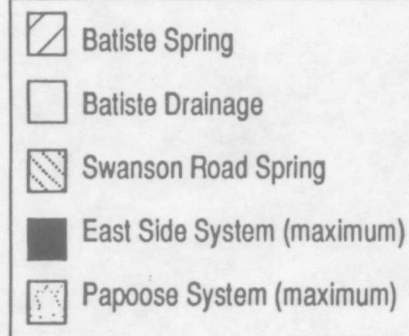 Batiste Spring
Batiste Drainage
Swanson Road Spring
East Side System (maximum)
Papoose System (maximum)